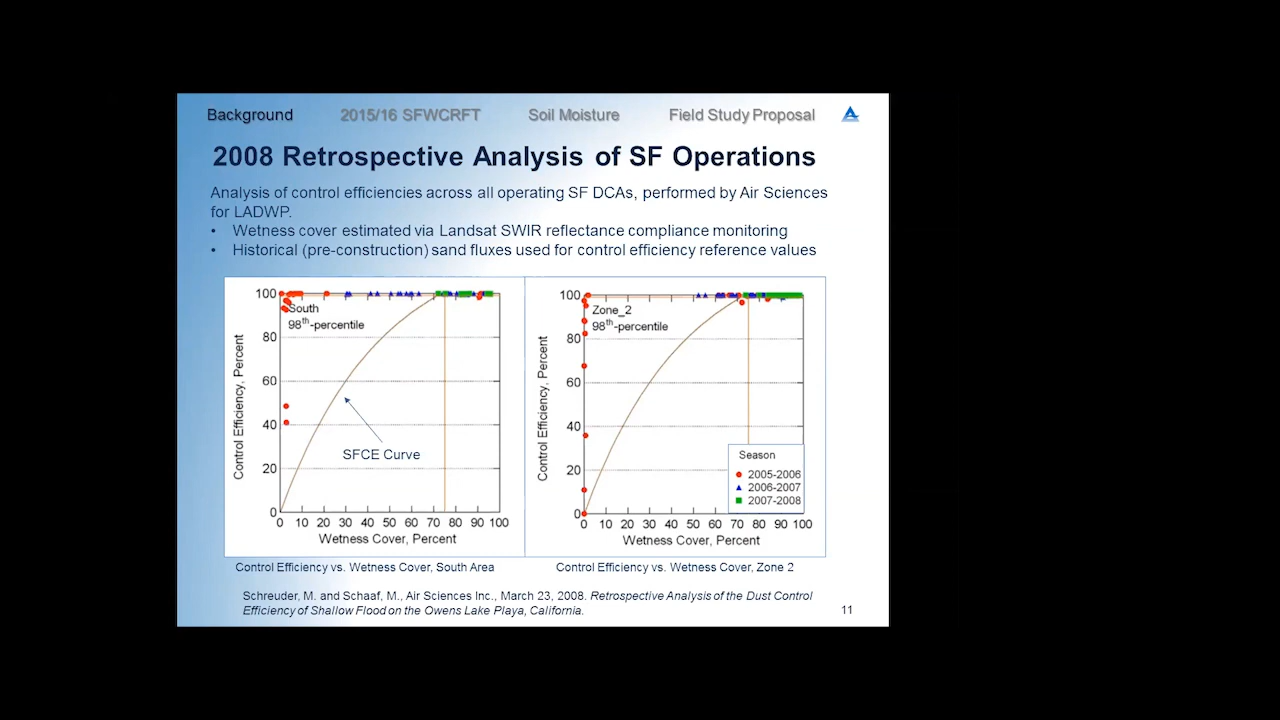 Background 2015/16 SFWCRFT Soil Moisture Field Study Proposal
2008 Retrospective Analysis of SF Operations
Analysis of control efficiencies across all operating SF DCAs, performed by Air Sciences
for LADWP.
• Wetness cover estimated via Landsat SWIR reflectance compliance monitoring
• Historical (pre-construction) sand fluxes used for control efficiency reference values
100
80
60
40
20
0
Control Efficiency, Percent
South
98th-percentile
SFCE Curve
0 10 20 30 40 50 60 70 80 90 100
Wetness Cover, Percent
100
80
60
40
20
0
Control Efficiency, Percent
Zone_2
98th-percentile
Season
2005-2006
2006-2007
2007-2008
0 10 20 30 40 50 60 70 80 90 100
Wetness Cover, Percent
Control Efficiency vs. Wetness Cover, South Area
Control Efficiency vs. Wetness Cover, Zone 2
Schreuder, M. and Schaaf, M., Air Sciences Inc., March 23, 2008. Retrospective Analysis of the Dust Control
Efficiency of Shallow Flood on the Owens Lake Playa, California.
11